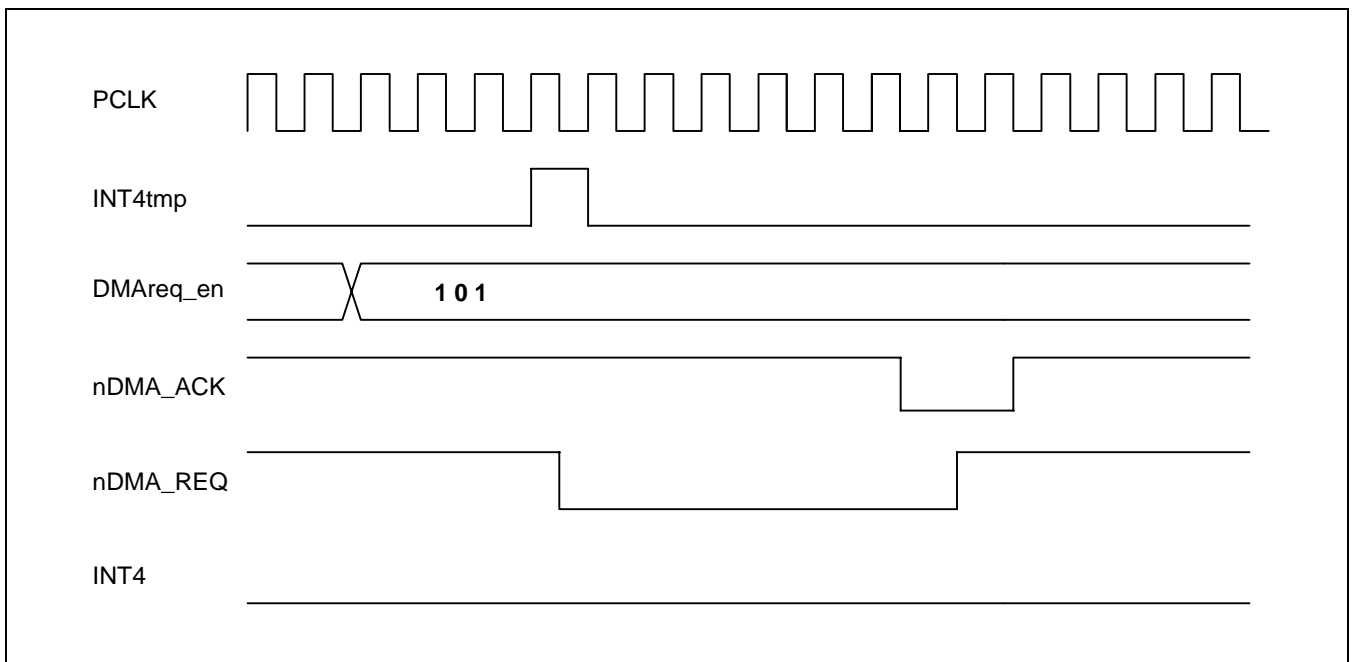 PCLK
INT4tmp
DMAreq_en
1 0 1
nDMA_ACK
nDMA_REQ
INT4